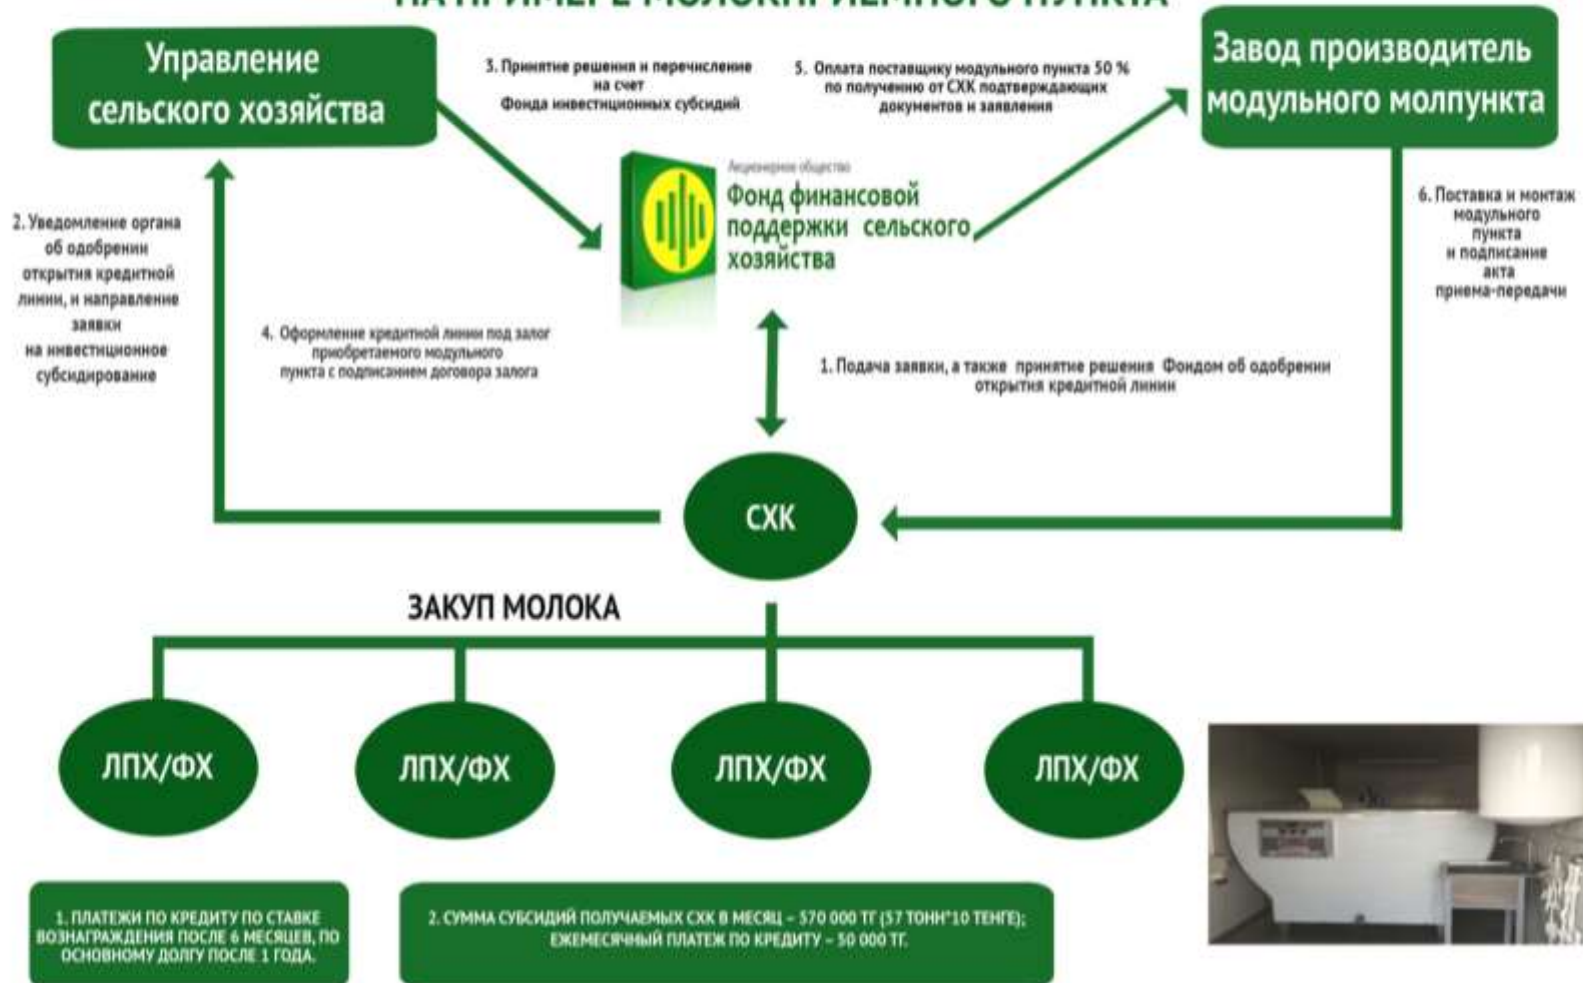 НА ПРИМЕРЕ МОЛОКПРИЕМНОГО ПУНКТА
Управление
сельского хозяйства
3. Принятие решения и перечисление
на счет
Фонда инвестиционных субсидий
5. Оплата поставщику модульного пункта 50 %
по получению от СХК подтверждающих
документов и заявления
Завод производитель
модульного молпункта
Акционерное общество
Фонд финансовой
поддержки сельского
хозяйства
2. Уведомление органа
об одобрении
открытия кредитной
линии, и направление
заявки
на инвестиционное
субсидирование
4. Оформление кредитной линии под залог
приобретаемого модульного
пункта с подписанием договора залога
1. Подача заявки, а также принятие решения Фондом об одобрении
открытия кредитной линии
6. Поставка и монтаж
модульного
пункта
и подписание
акта
приема-передачи
СХК
ЗАКУП МОЛОКА
ЛПХ/ФХ
ЛПХ/ФХ
ЛПХ/ФХ
ЛПХ/ФХ
1. ПЛАТЕЖИ ПО КРЕДИТУ ПО СТАВКЕ
ВОЗНАГРАЖДЕНИЯ ПОСЛЕ 6 МЕСЯЦЕВ, ПО
ОСНОВНОМУ ДОЛГУ ПОСЛЕ 1 ГОДА.
2. СУММА СУБСИДИЙ ПОЛУЧАЕМЫХ СХК В МЕСЯЦ – 570 000 ТГ (57 ТОНН*10 ТЕНГЕ);
ЕЖЕМЕСЯЧНЫЙ ПЛАТЕЖ ПО КРЕДИТУ – 50 000 ТГ.